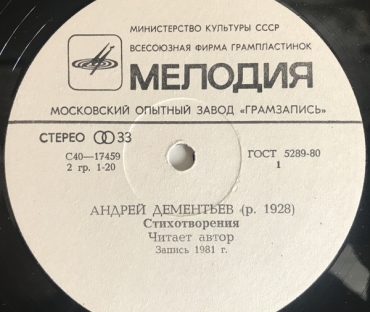 МИНИСТЕРСТВО КУЛЬТУРЫ СССР
ВСЕСОЮЗНАЯ ФИРМА ГРАМПЛАСТИНОК
МЕЛОДИЯ
МОСКОВСКИЙ ОПЫТНЫЙ ЗАВОД «ГРАМЗАПИСЬ»
СТЕРЕО 33
С40—17459
2 гр. 1-20
ГОСТ 5289-80
1
АНДРЕЙ ДЕМЕНТЬЕВ (р. 1928)
Стихотворения
Читает автор
Запись 1981 г.